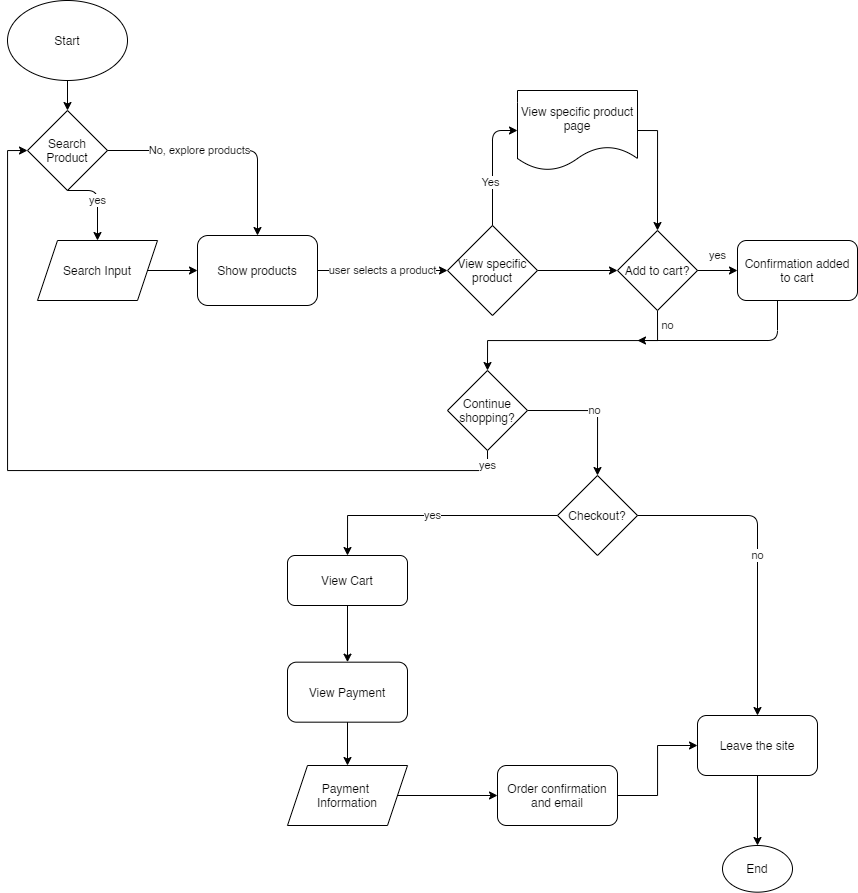 Start
Search
Product
No, explore products
yes
Search Input
Show products
user selects a product
View specific
product
Yes
View specific product
page
Add to cart?
yes
Confirmation added
to cart
no
Continue
shopping?
no
yes
Checkout?
yes
no
View Cart
View Payment
Payment
Information
Order confirmation
and email
Leave the site
End